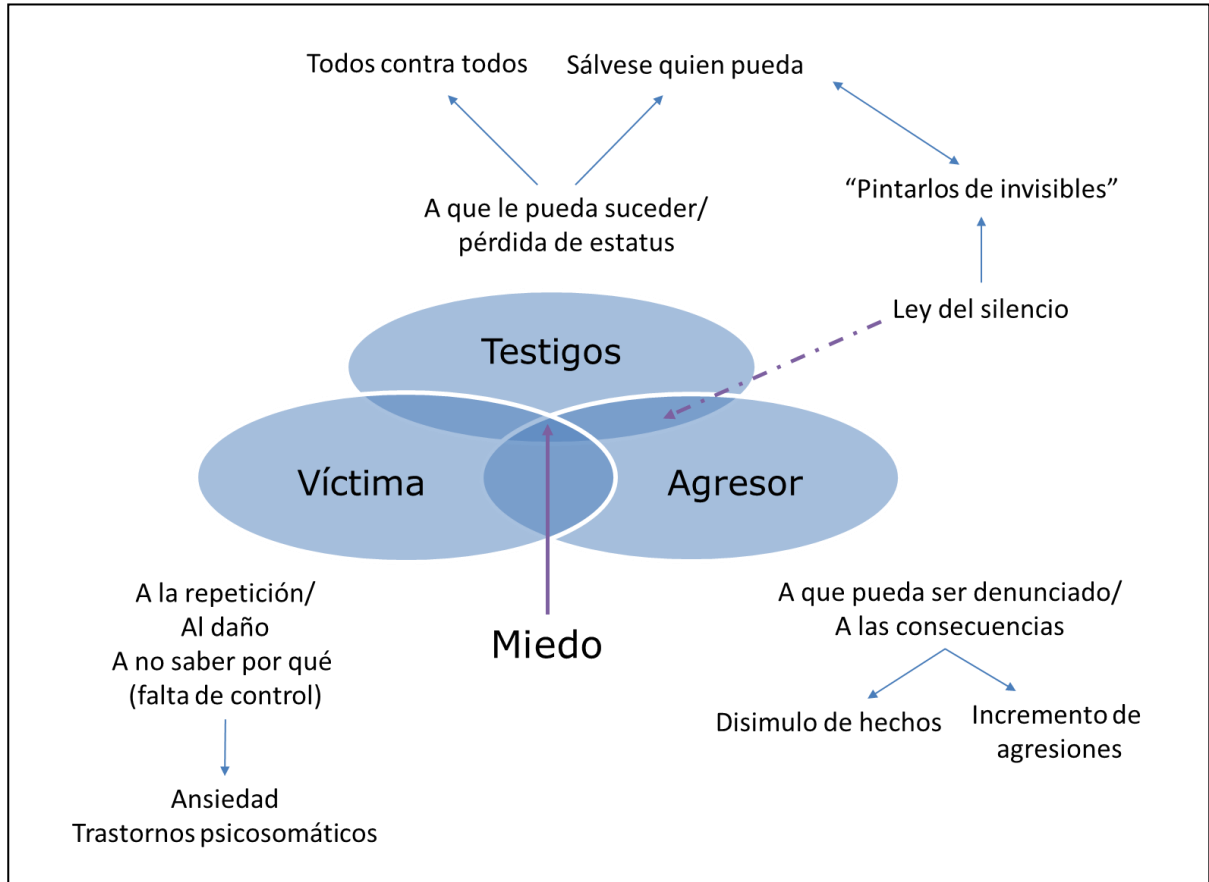 Todos contra todos
Sálvese quien pueda
“Pintarlos de invisibles”
A que le pueda suceder/
pérdida de estatus
Ley del silencio
Testigos
Víctima
Agresor
A la repetición/
Al daño
A no saber por qué
(falta de control)
Miedo
A que pueda ser denunciado/
A las consecuencias
Disimulo de hechos
Incremento de
agresiones
Ansiedad
Trastornos psicosomáticos